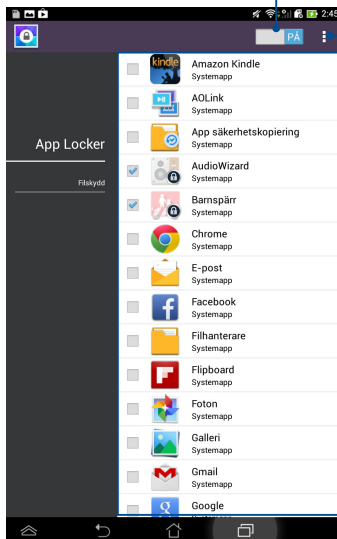 2:45
PÅ
App Locker
Filskydd
kindle
Amazon Kindle
Systemapp
AOLink
Systemapp
App säkerhetskopiering
Systemapp
AudioWizard
Systemapp
Barnspärr
Systemapp
Chrome
Systemapp
E-post
Systemapp
Facebook
Systemapp
Filhanterare
Systemapp
Flipboard
Systemapp
Foton
Systemapp
Galleri
Systemapp
Gmail
Systemapp
Google